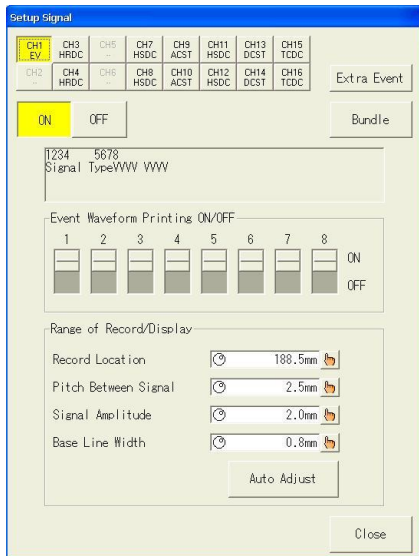 Setup Signal
CH1 CH3 CH5 CH7 CH9 CH11 CH13 CH15
EV HRDC - HSDC ACST HSDC DCST TCDC
CH2 CH4 CH6 CH8 CH10 CH12 CH14 CH16
- HRDC - HSDC ACST HSDC DCST TCDC
Extra Event
ON OFF
Bundle
1234 5678
Signal TypeVVVV VVVV
Event Waveform Printing ON/OFF
1 2 3 4 5 6 7 8
ON
OFF
Range of Record/Display
Record Location 188.5mm
Pitch Between Signal 2.5mm
Signal Amplitude 2.0mm
Base Line Width 0.8mm
Auto Adjust
Close